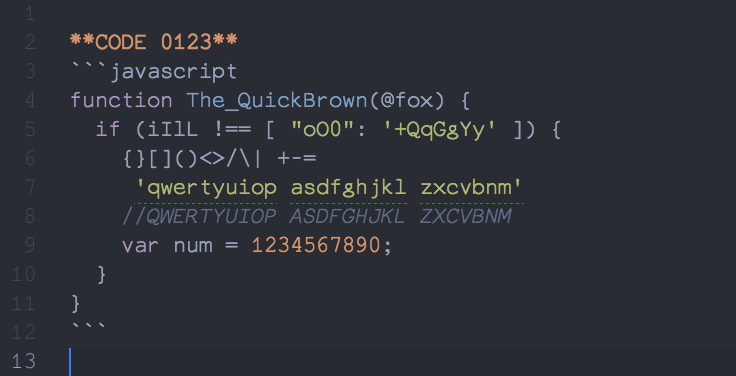 1
2 **CODE 0123**
3 ```javascript
4 function The_QuickBrown(@fox) {
5   if (iIlL !== [ "oO0": '+QqGgYy' ]) {
6     {}[]()<>/\| +-=
7      'qwertyuiop asdfghjkl zxcvbnm'
8     //QWERTYUIOP ASDFGHJKL ZXCVBNM
9     var num = 1234567890;
10   }
11 }
12 ```
13